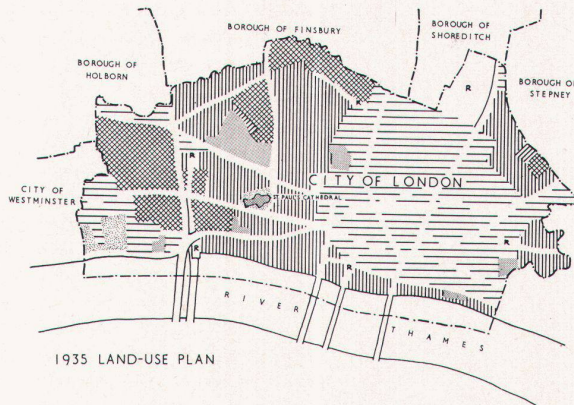 BOROUGH OF FINSBURY
BOROUGH OF
SHOREDITCH
BOROUGH OF
HOLBORN
BOROUGH OF
STEPNEY
R
R
R
CITY OF LONDON
CITY OF
WESTMINSTER
ST PAUL'S CATHEDRAL
R
R
R
RIVER
THAMES
1935 LAND-USE PLAN